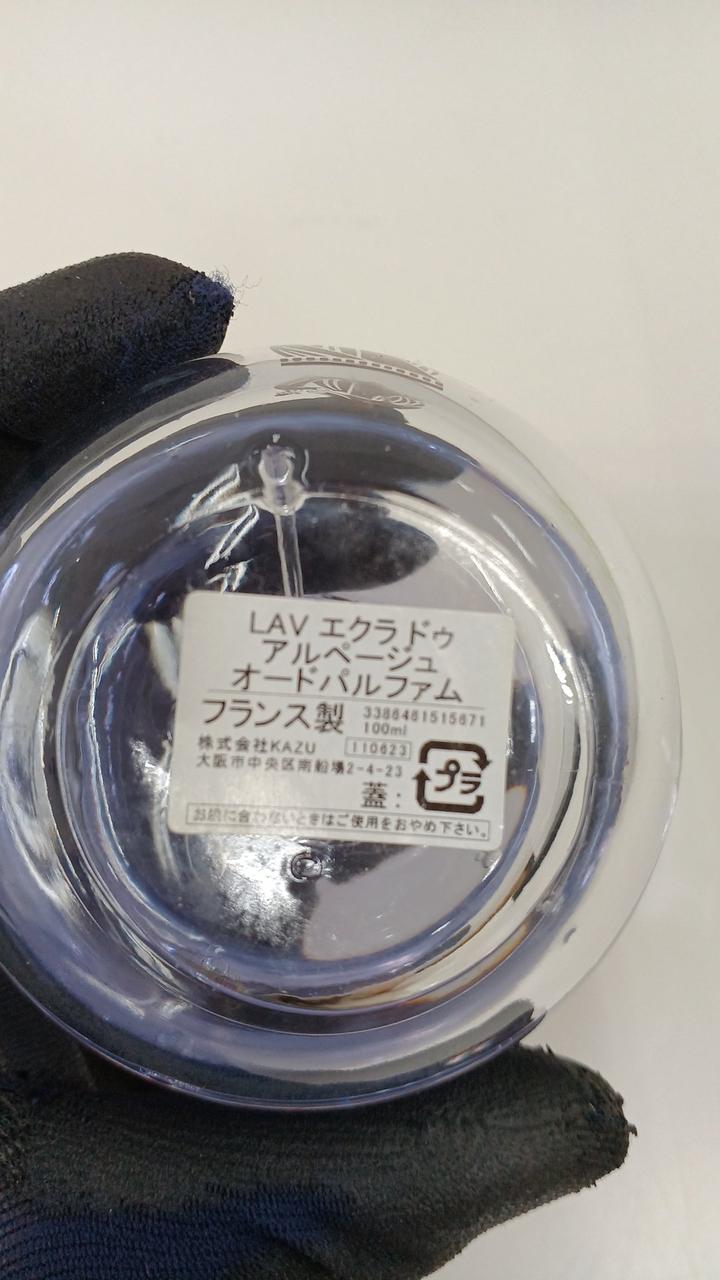 LAV エクラドゥ
アルページュ
オードパルファム
フランス製 3386461515671
100ml
株式会社KAZU 110623
大阪市中央区南船場2-4-23
蓋: プラ
お肌に合わないときはご使用をおやめ下さい。